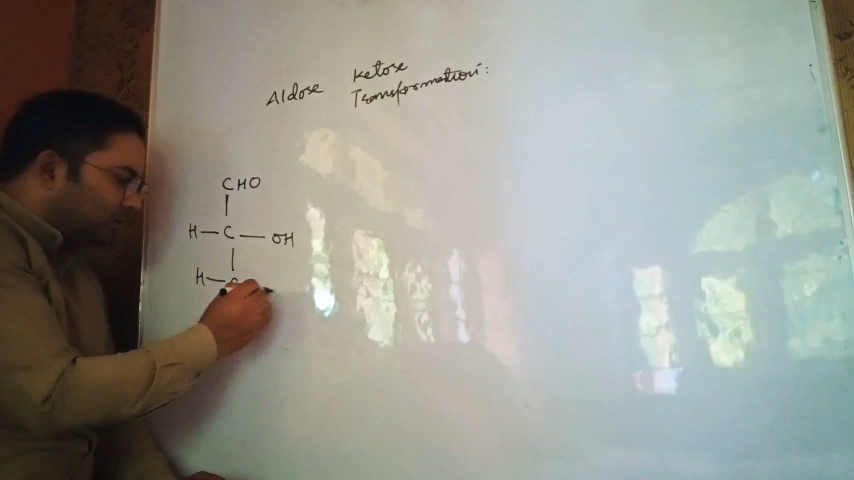 Aldose Ketose
Transformation:
CHO
H—C—OH
H—C